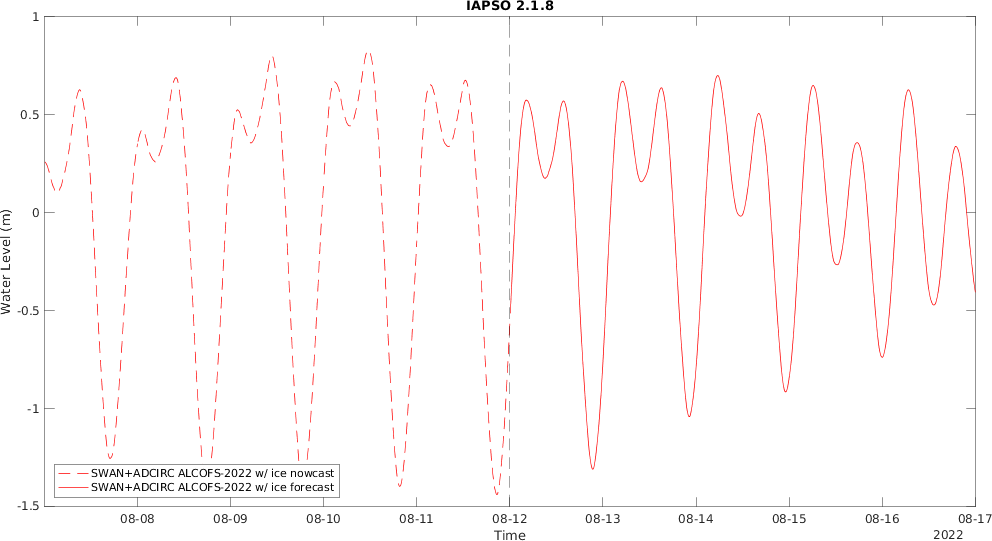 IAPSO 2.1.8
1
0.5
0
-0.5
-1
-1.5
Water Level (m)
SWAN+ADCIRC ALCOFS-2022 w/ ice nowcast
SWAN+ADCIRC ALCOFS-2022 w/ ice forecast
08-08 08-09 08-10 08-11 08-12 08-13 08-14 08-15 08-16 08-17
Time
2022